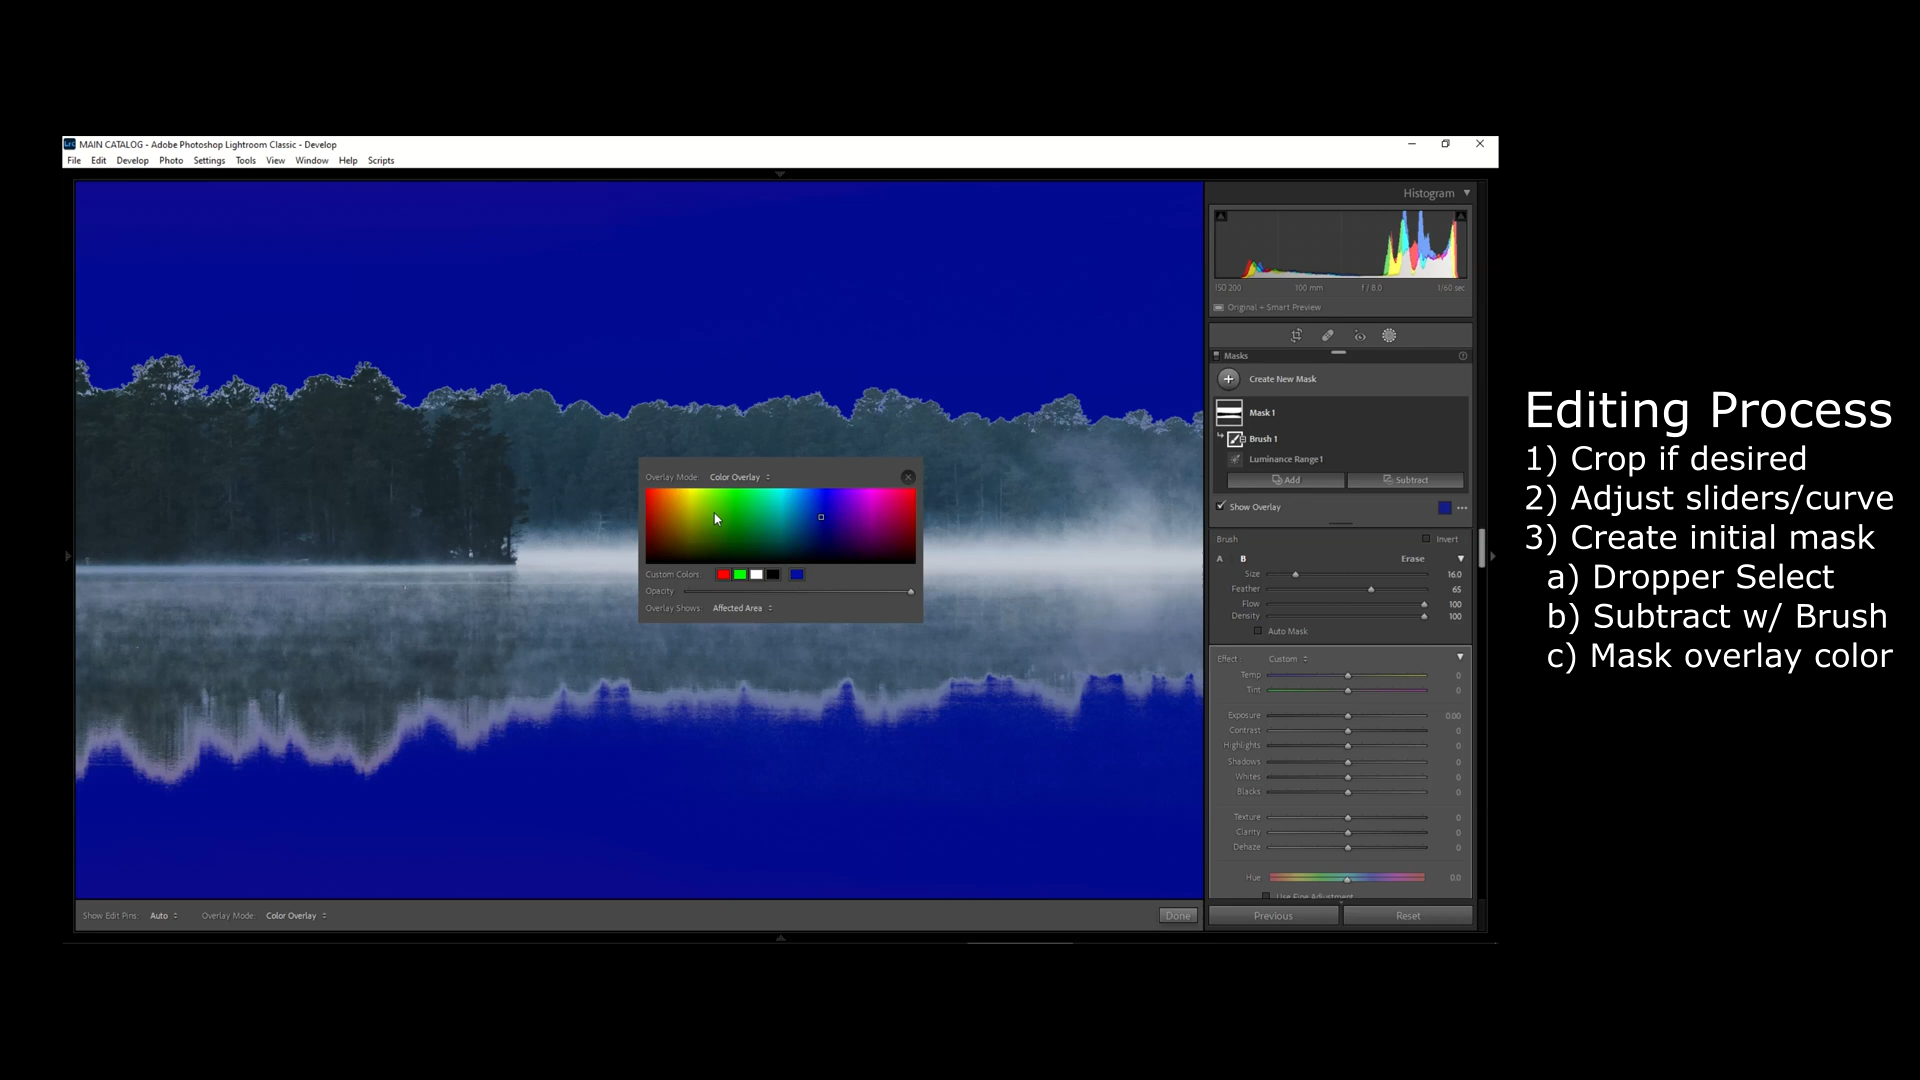 MAIN CATALOG - Adobe Photoshop Lightroom Classic - Develop
File Edit Develop Photo Settings Tools View Window Help Scripts
Histogram
ISO 200 100 mm f / 8.0 1/60 sec
Original + Smart Preview
Masks
Create New Mask
Mask 1
Brush 1
Luminance Range 1
Add Subtract
Show Overlay
Brush Invert
A B Erase
Size 16.0
Feather 65
Flow 100
Density 100
Auto Mask
Effect: Custom
Temp 0
Tint 0
Exposure 0.00
Contrast 0
Highlights 0
Shadows 0
Whites 0
Blacks 0
Texture 0
Clarity 0
Dehaze 0
Hue 0.0
Use Fine Adjustment
Previous Reset
Overlay Mode: Color Overlay
Custom Colors:
Opacity
Overlay Shows: Affected Area
Show Edit Pins: Auto Overlay Mode: Color Overlay Done
Editing Process
1) Crop if desired
2) Adjust sliders/curve
3) Create initial mask
a) Dropper Select
b) Subtract w/ Brush
c) Mask overlay color